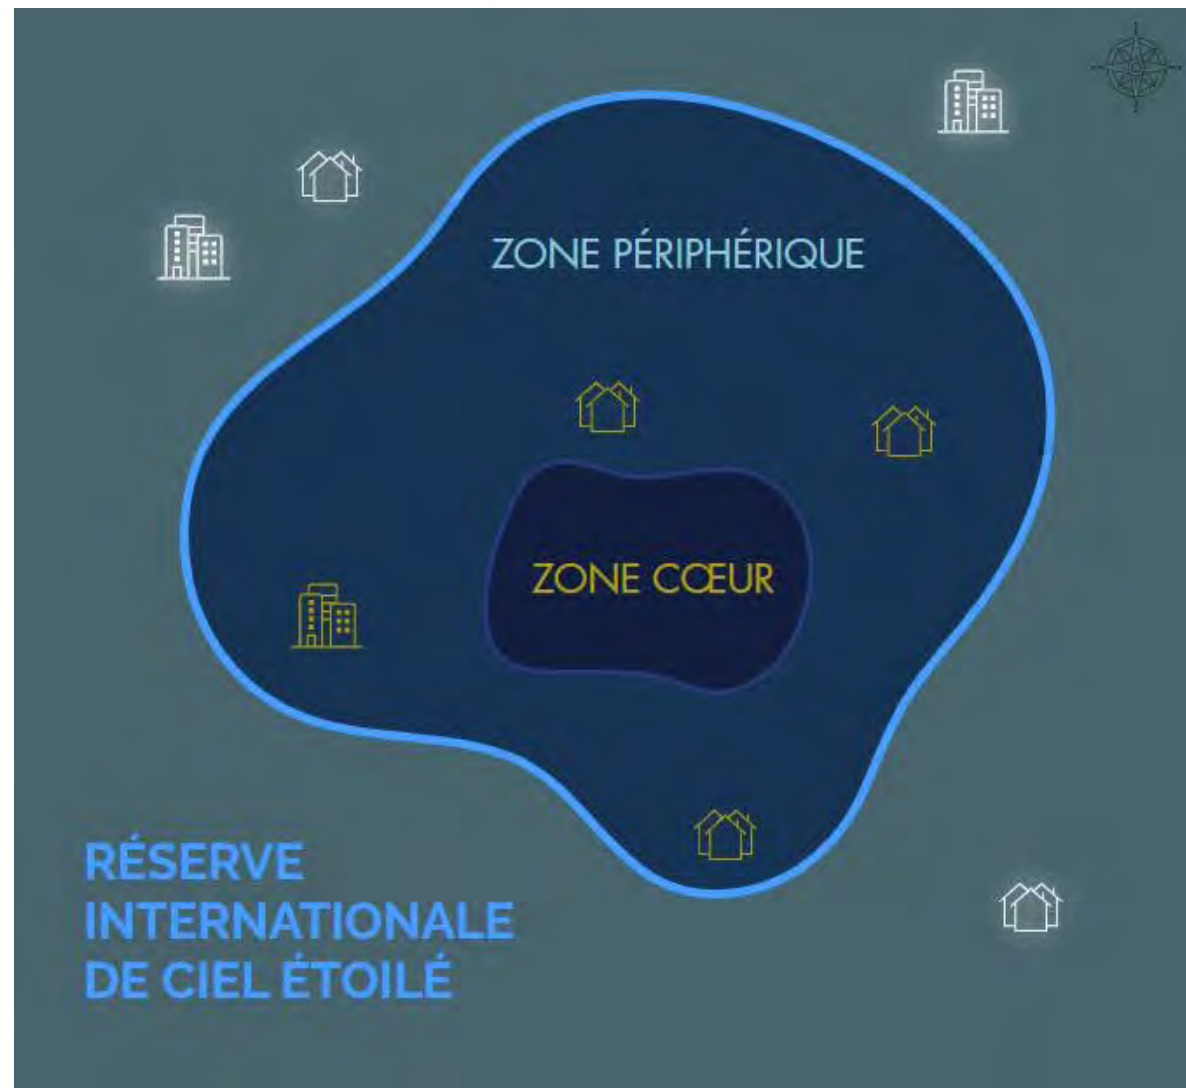 ZONE PÉRIPHÉRIQUE
ZONE CŒUR
RÉSERVE
INTERNATIONALE
DE CIEL ÉTOILÉ